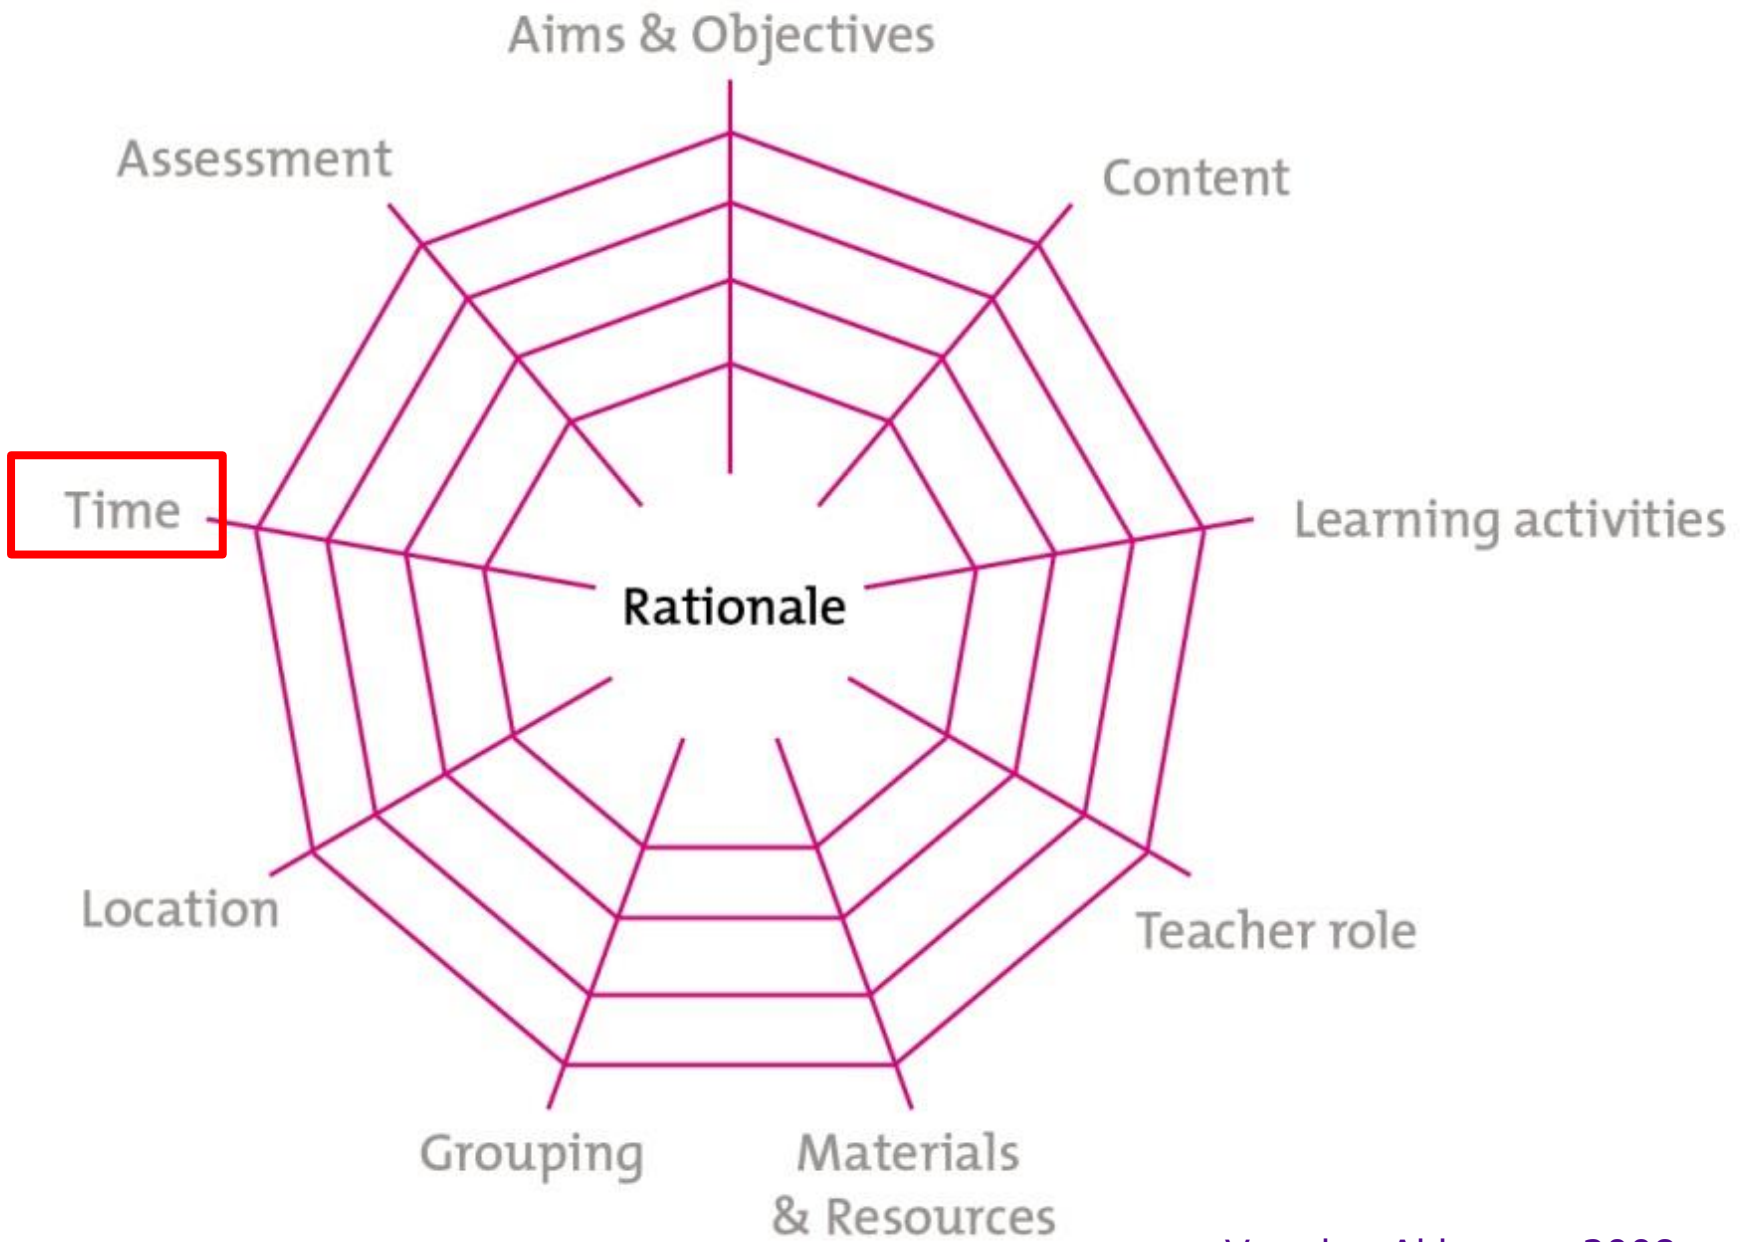 Aims & Objectives
Assessment
Content
Time
Learning activities
Rationale
Location
Teacher role
Grouping
Materials
& Resources